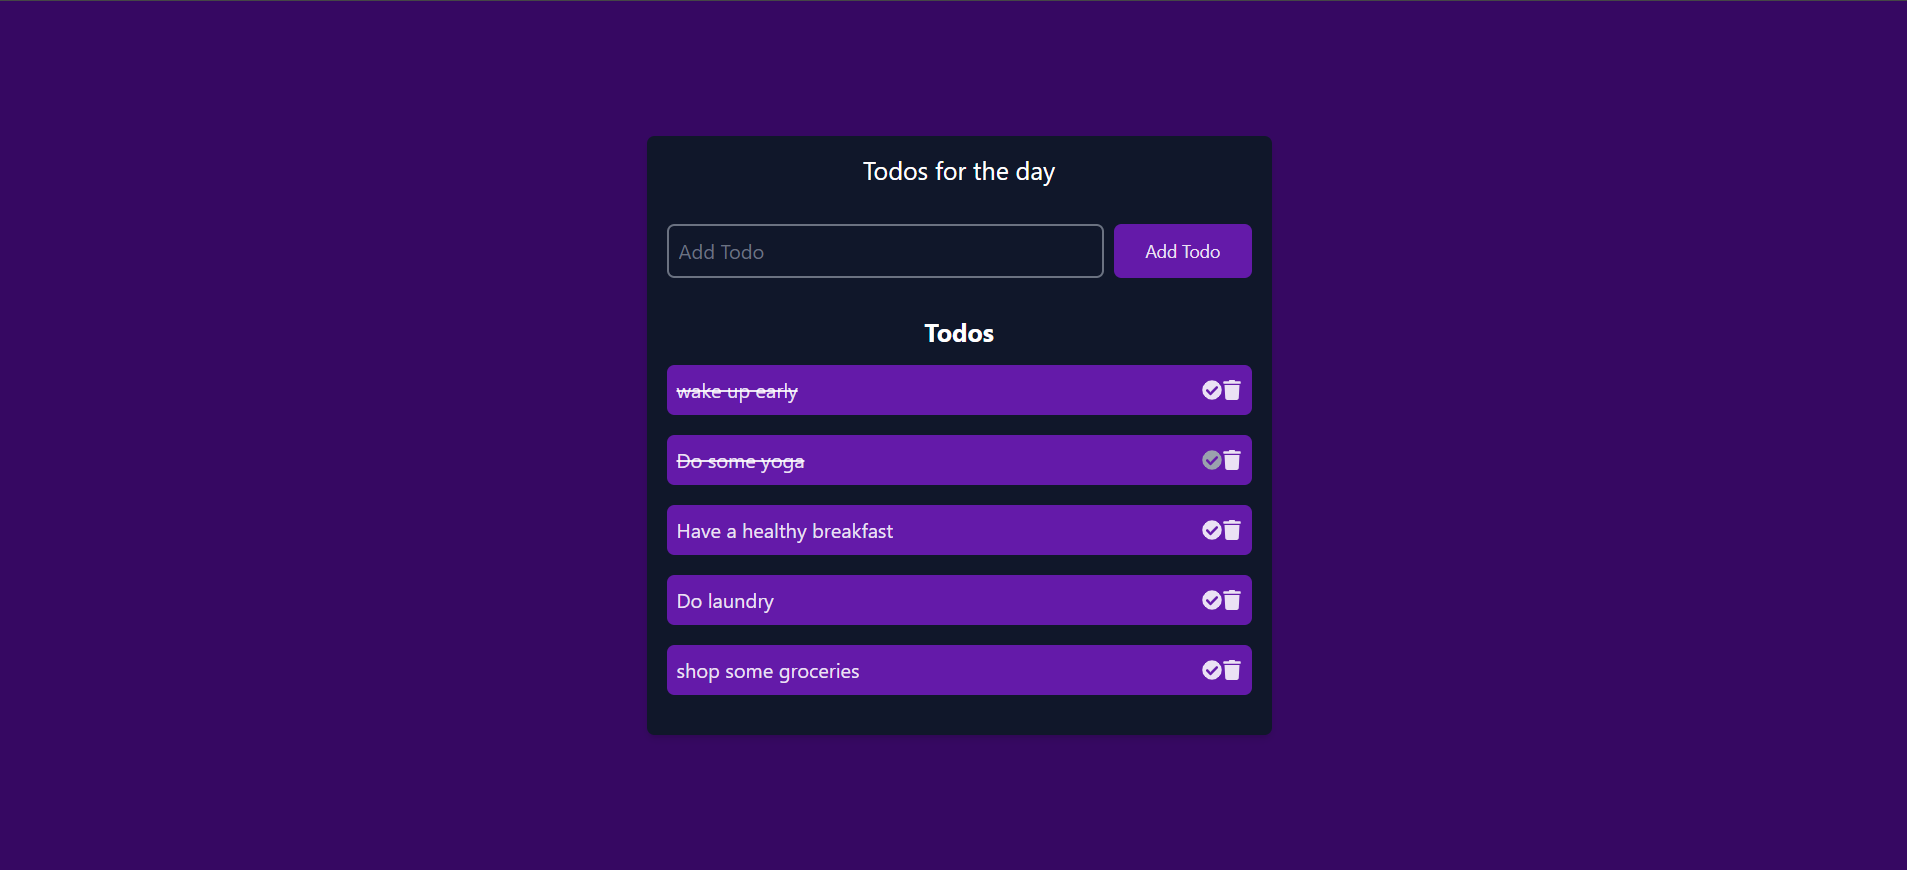 Todos for the day
Add Todo
Add Todo
Todos
wake up early
Do some yoga
Have a healthy breakfast
Do laundry
shop some groceries